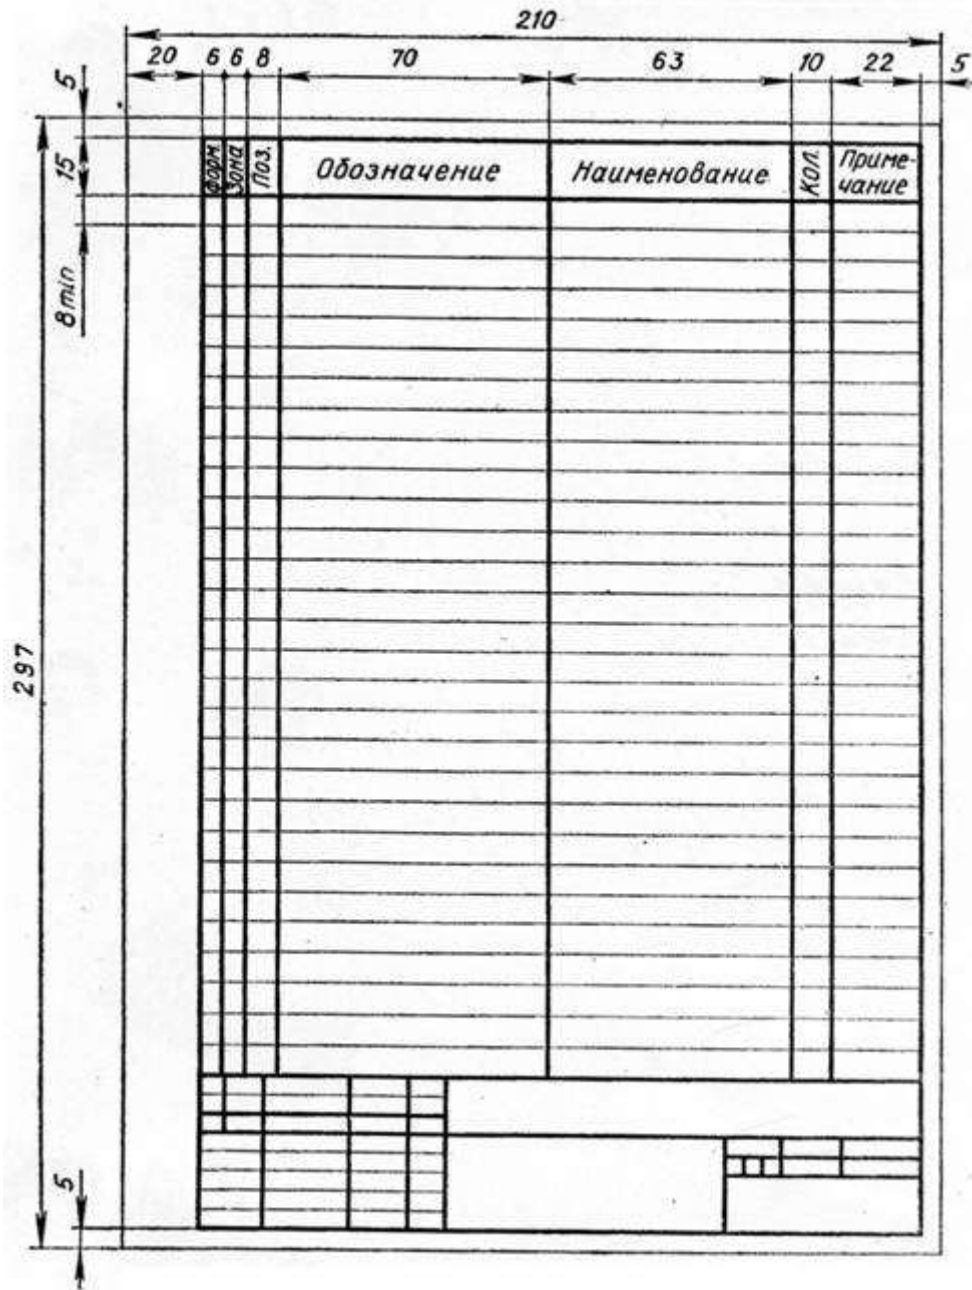 210
20 6 6 8 70 63 10 22 5
5
15
Форм.
Зона
Поз.
Обозначение
Наименование
Кол.
Приме-
чание
8 min
297
5